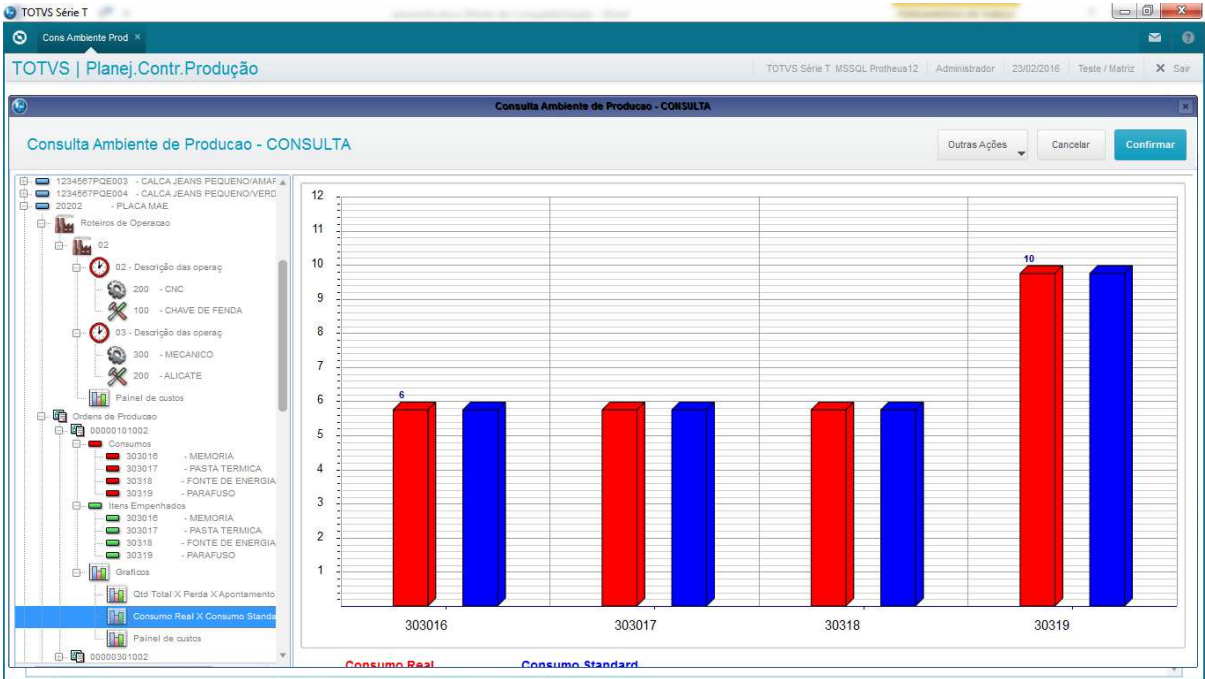 TOTVS Série T
Cons Ambiente Prod ×
TOTVS | Planej.Contr.Produção
TOTVS Série T MSSQL Protheus12 Administrador 23/02/2016 Teste / Matriz Sair
Consulta Ambiente de Producao - CONSULTA
Consulta Ambiente de Producao - CONSULTA
Outras Ações Cancelar Confirmar
1234567PQE003 - CALCA JEANS PEQUENO/AMAF
1234567PQE004 - CALCA JEANS PEQUENO/VERD
20202 - PLACA MAE
Roteiros de Operacao
02
02 - Descrição das operaç
200 - CNC
100 - CHAVE DE FENDA
03 - Descrição das operaç
300 - MECANICO
200 - ALICATE
Painel de custos
Ordens de Producao
00000101002
Consumos
303016 - MEMORIA
303017 - PASTA TERMICA
30318 - FONTE DE ENERGIA
30319 - PARAFUSO
Itens Empenhados
303016 - MEMORIA
303017 - PASTA TERMICA
30318 - FONTE DE ENERGIA
30319 - PARAFUSO
Graficos
Qtd Total X Perda X Apontamento
Consumo Real X Consumo Standa
Painel de custos
00000301002
12
11
10
9
8
7
6
5
4
3
2
1
6
10
303016 303017 30318 30319
Consumo Real Consumo Standard